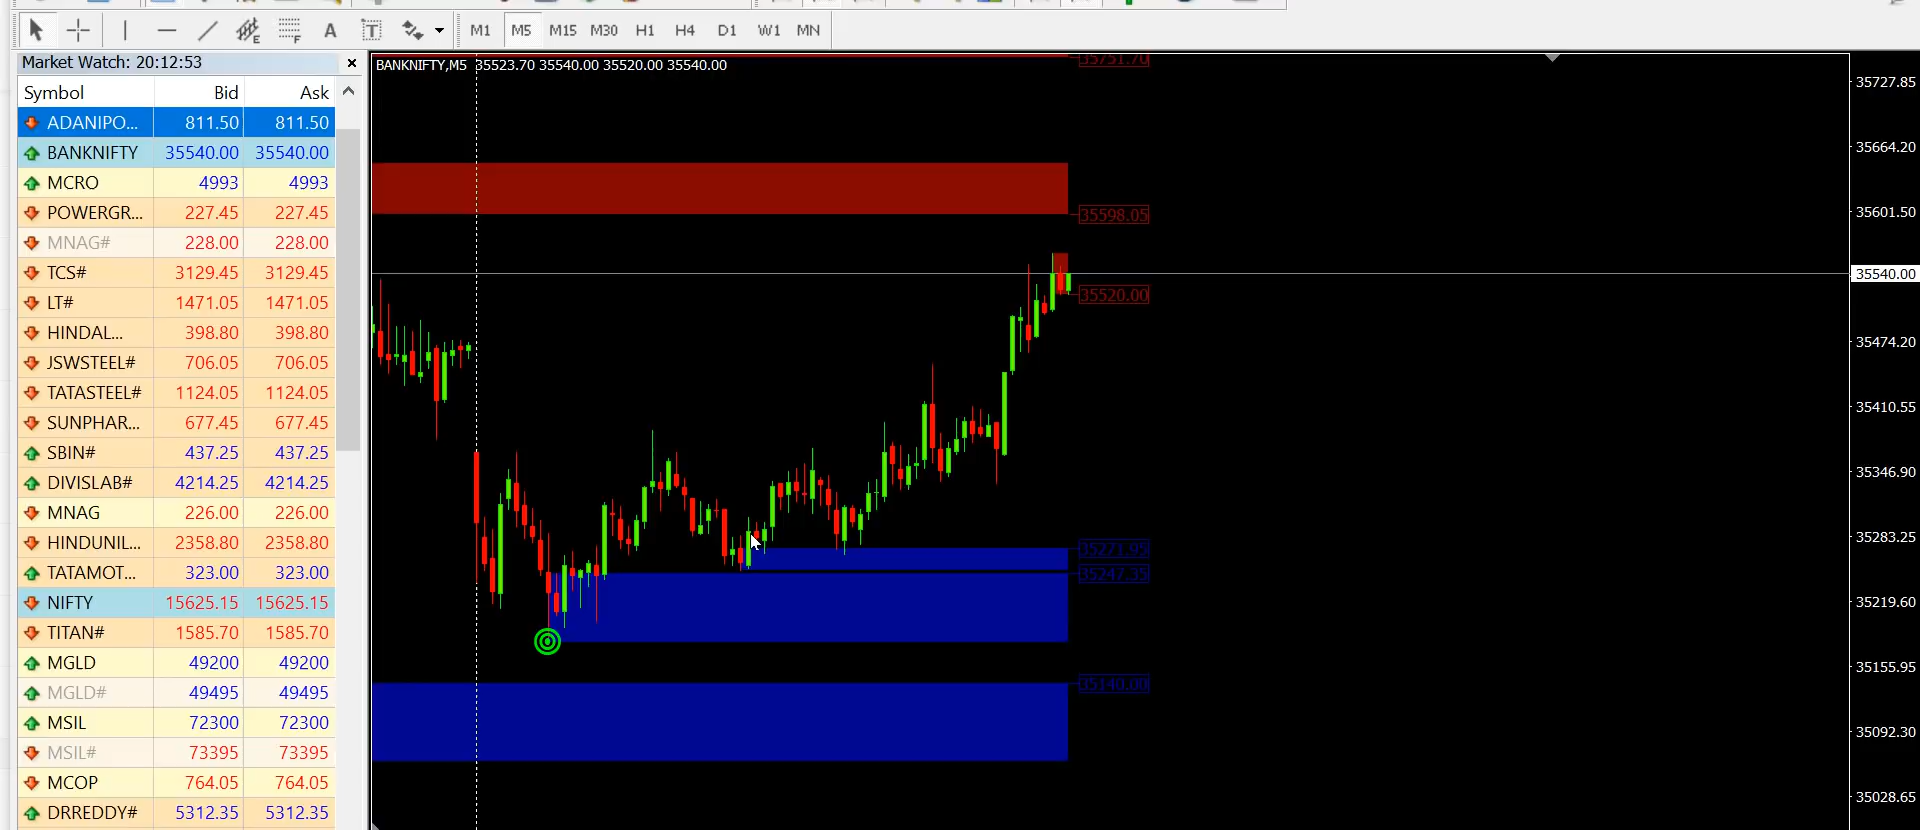 E F A T M1 M5 M15 M30 H1 H4 D1 W1 MN
Market Watch: 20:12:53
Symbol Bid Ask
ADANIPO... 811.50 811.50
BANKNIFTY 35540.00 35540.00
MCRO 4993 4993
POWERGR... 227.45 227.45
MNAG# 228.00 228.00
TCS# 3129.45 3129.45
LT# 1471.05 1471.05
HINDAL... 398.80 398.80
JSWSTEEL# 706.05 706.05
TATASTEEL# 1124.05 1124.05
SUNPHAR... 677.45 677.45
SBIN# 437.25 437.25
DIVISLAB# 4214.25 4214.25
MNAG 226.00 226.00
HINDUNIL... 2358.80 2358.80
TATAMOT... 323.00 323.00
NIFTY 15625.15 15625.15
TITAN# 1585.70 1585.70
MGLD 49200 49200
MGLD# 49495 49495
MSIL 72300 72300
MSIL# 73395 73395
MCOP 764.05 764.05
DRREDDY# 5312.35 5312.35
BANKNIFTY,M5 35523.70 35540.00 35520.00 35540.00
35751.70
35598.05
35520.00
35271.95
35247.35
35140.00
35727.85
35664.20
35601.50
35540.00
35474.20
35410.55
35346.90
35283.25
35219.60
35155.95
35092.30
35028.65